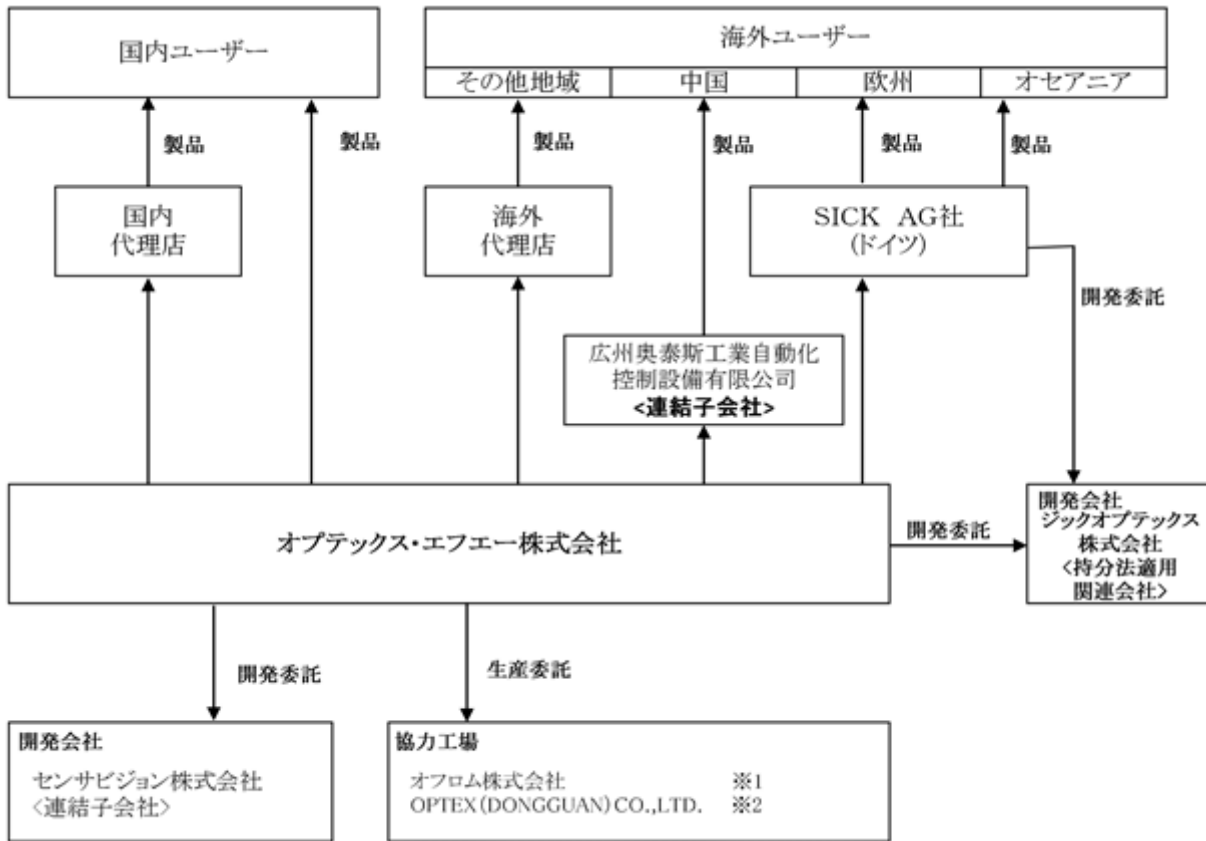 国内ユーザー
海外ユーザー
その他地域
中国
欧州
オセアニア
製品
製品
製品
製品
製品
製品
国内
代理店
海外
代理店
SICK AG社
(ドイツ)
開発委託
広州奥泰斯工業自動化
控制設備有限公司
<連結子会社>
オプテックス・エフエー株式会社
開発委託
開発会社
ジックオプテックス
株式会社
<持分法適用
関連会社>
開発委託
生産委託
開発会社
センサビジョン株式会社
<連結子会社>
協力工場
オフロム株式会社 ※1
OPTEX(DONGGUAN)CO.,LTD. ※2